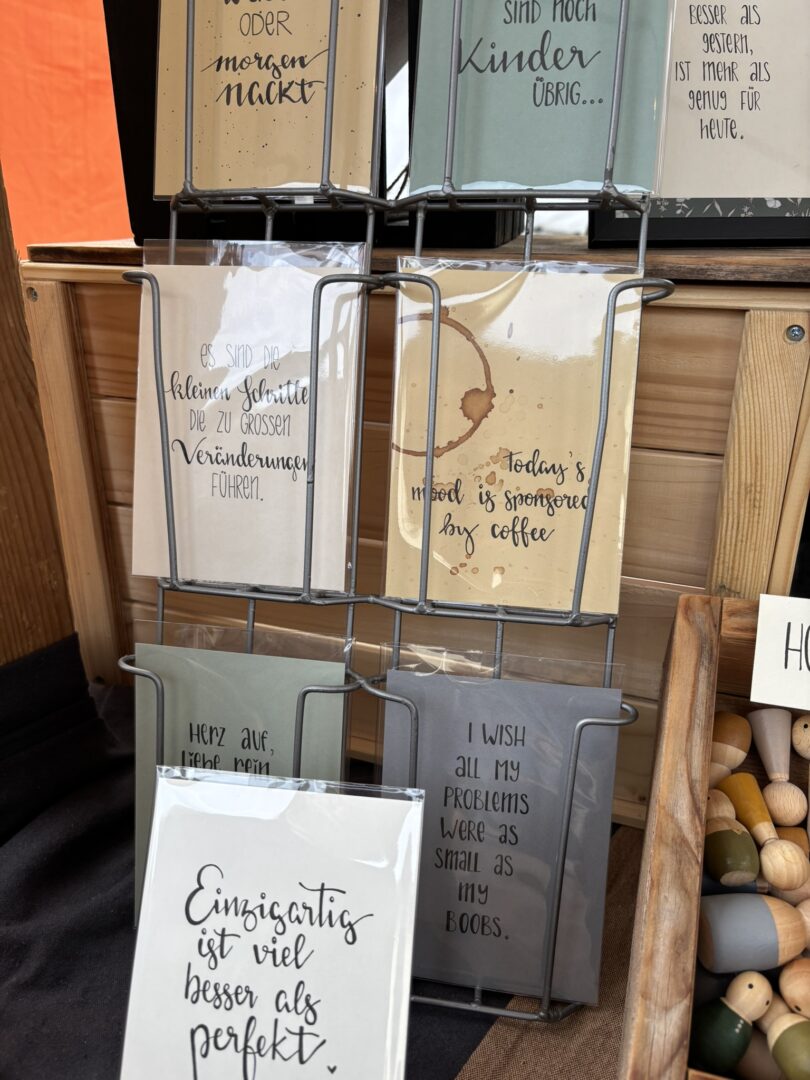 ODER
morgen
NACKT
SIND NOCH
Kinder
ÜBRIG...
BESSER ALS
GESTERN,
IST MEHR ALS
GENUG FÜR
HEUTE.
ES SIND DIE
kleinen Schritte
DIE ZU GROSSEN
Veränderungen
FÜHREN.
Today's
mood is sponsored
by coffee
HERZ AUF,
Liebe rein
I WISH
ALL MY
PROBLEMS
WERE AS
SMALL AS
MY
BOOBS.
Einzigartig
ist viel
besser als
perfekt.